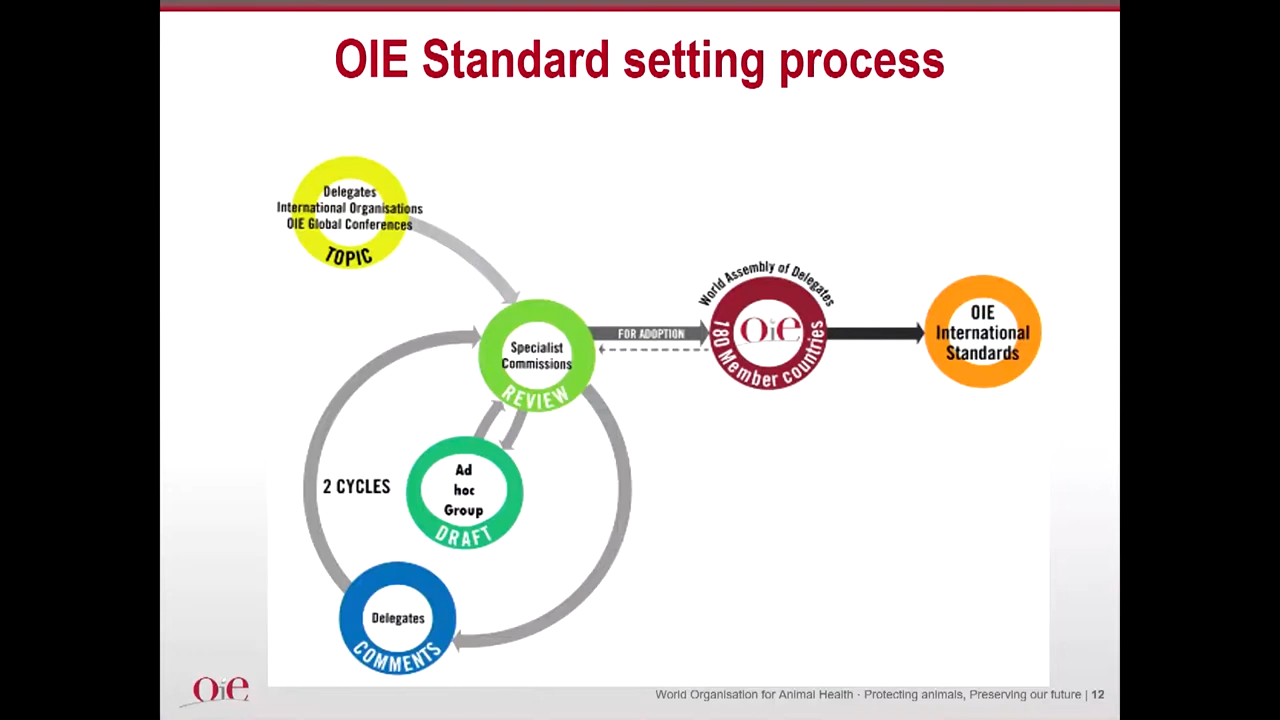 OIE Standard setting process
Delegates
International Organisations
OIE Global Conferences
TOPIC
World Assembly of Delegates
FOR ADOPTION
OIE
180 Member countries
OIE
International
Standards
Specialist
Commissions
REVIEW
2 CYCLES
Ad
hoc
Group
DRAFT
Delegates
COMMENTS
OIE
World Organisation for Animal Health · Protecting animals, Preserving our future | 12